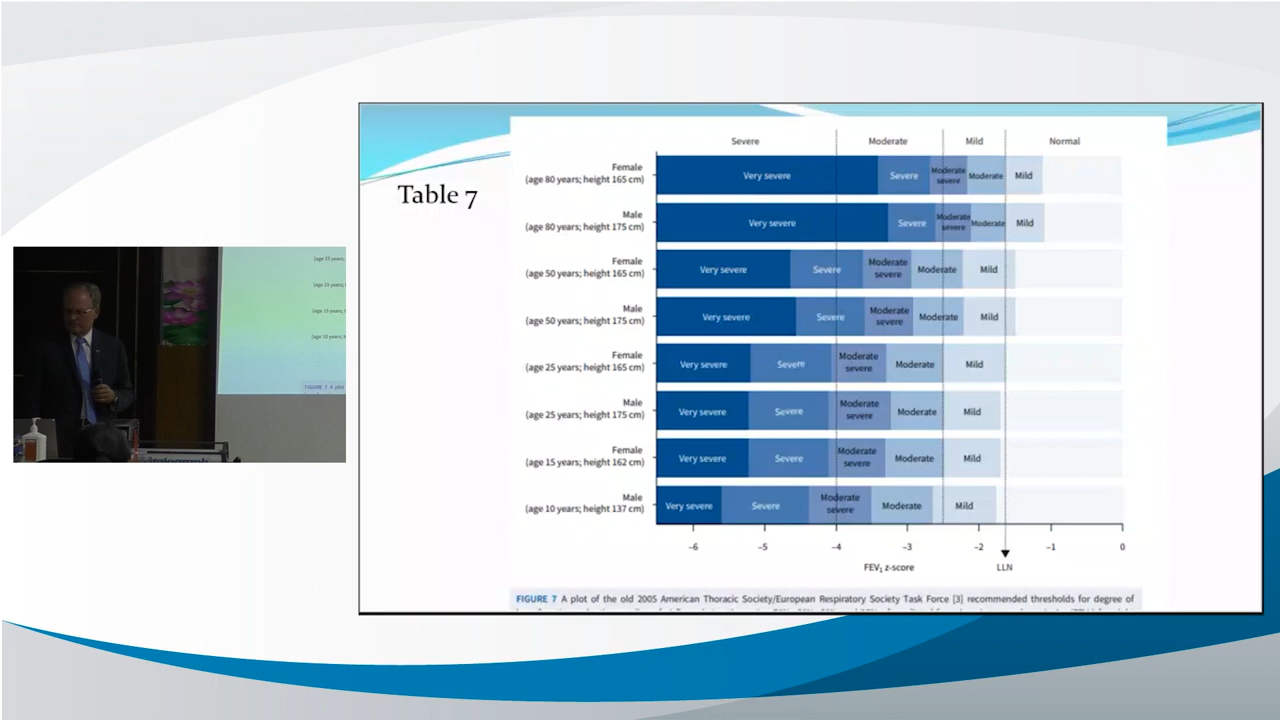 Table 7
Severe Moderate Mild Normal
Female
(age 80 years; height 165 cm)
Very severe Severe Moderate severe Moderate Mild
Male
(age 80 years; height 175 cm)
Very severe Severe Moderate severe Moderate Mild
Female
(age 50 years; height 165 cm)
Very severe Severe Moderate severe Moderate Mild
Male
(age 50 years; height 175 cm)
Very severe Severe Moderate severe Moderate Mild
Female
(age 25 years; height 165 cm)
Very severe Severe Moderate severe Moderate Mild
Male
(age 25 years; height 175 cm)
Very severe Severe Moderate severe Moderate Mild
Female
(age 15 years; height 162 cm)
Very severe Severe Moderate severe Moderate Mild
Male
(age 10 years; height 137 cm)
Very severe Severe Moderate severe Moderate Mild
–6 –5 –4 –3 –2 –1 0
FEV₁ z-score LLN
FIGURE 7 A plot of the old 2005 American Thoracic Society/European Respiratory Society Task Force [3] recommended thresholds for degree of